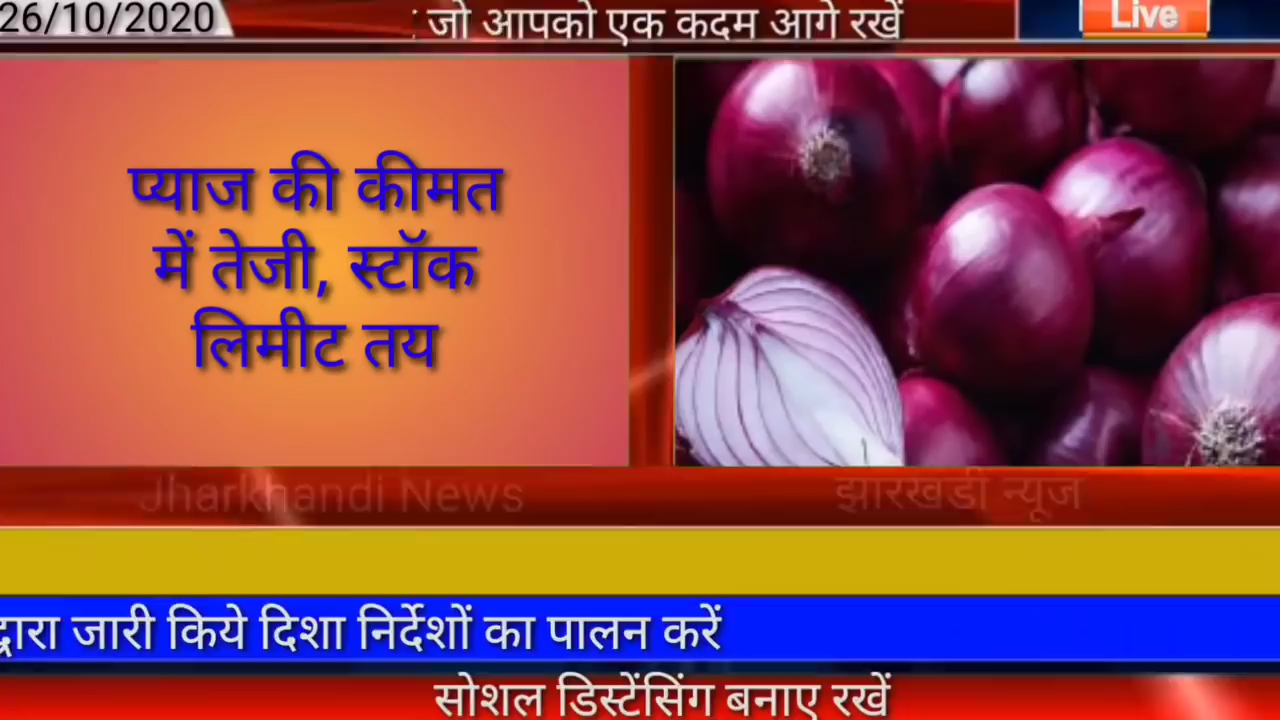 26/10/2020
जो आपको एक कदम आगे रखें
Live
प्याज की कीमत
में तेजी, स्टॉक
लिमीट तय
Jharkhandi News
झारखंडी न्यूज
द्वारा जारी किये दिशा निर्देशों का पालन करें
सोशल डिस्टेंसिंग बनाए रखें